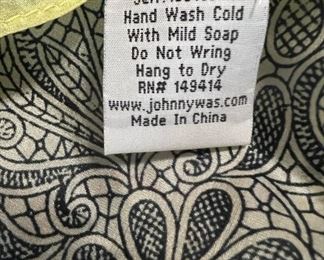 Hand Wash Cold
With Mild Soap
Do Not Wring
Hang to Dry
RN# 149414
www.johnnywas.com
Made In China